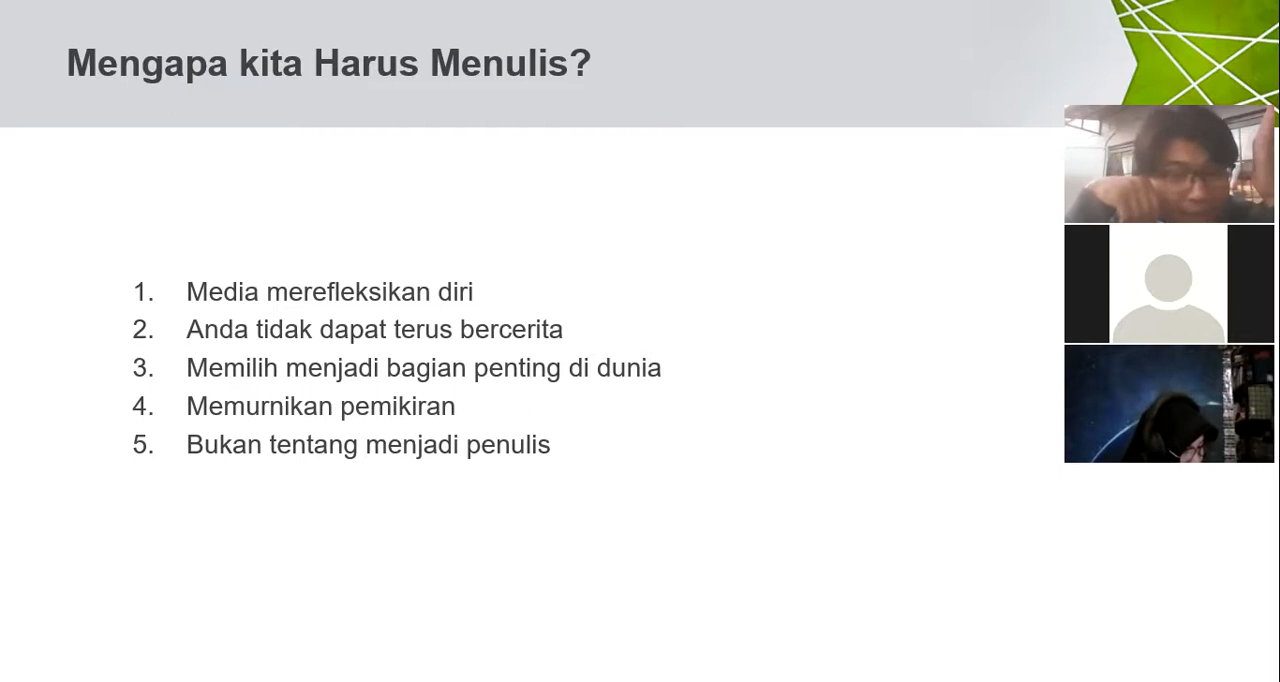 Mengapa kita Harus Menulis?
1. Media merefleksikan diri
2. Anda tidak dapat terus bercerita
3. Memilih menjadi bagian penting di dunia
4. Memurnikan pemikiran
5. Bukan tentang menjadi penulis